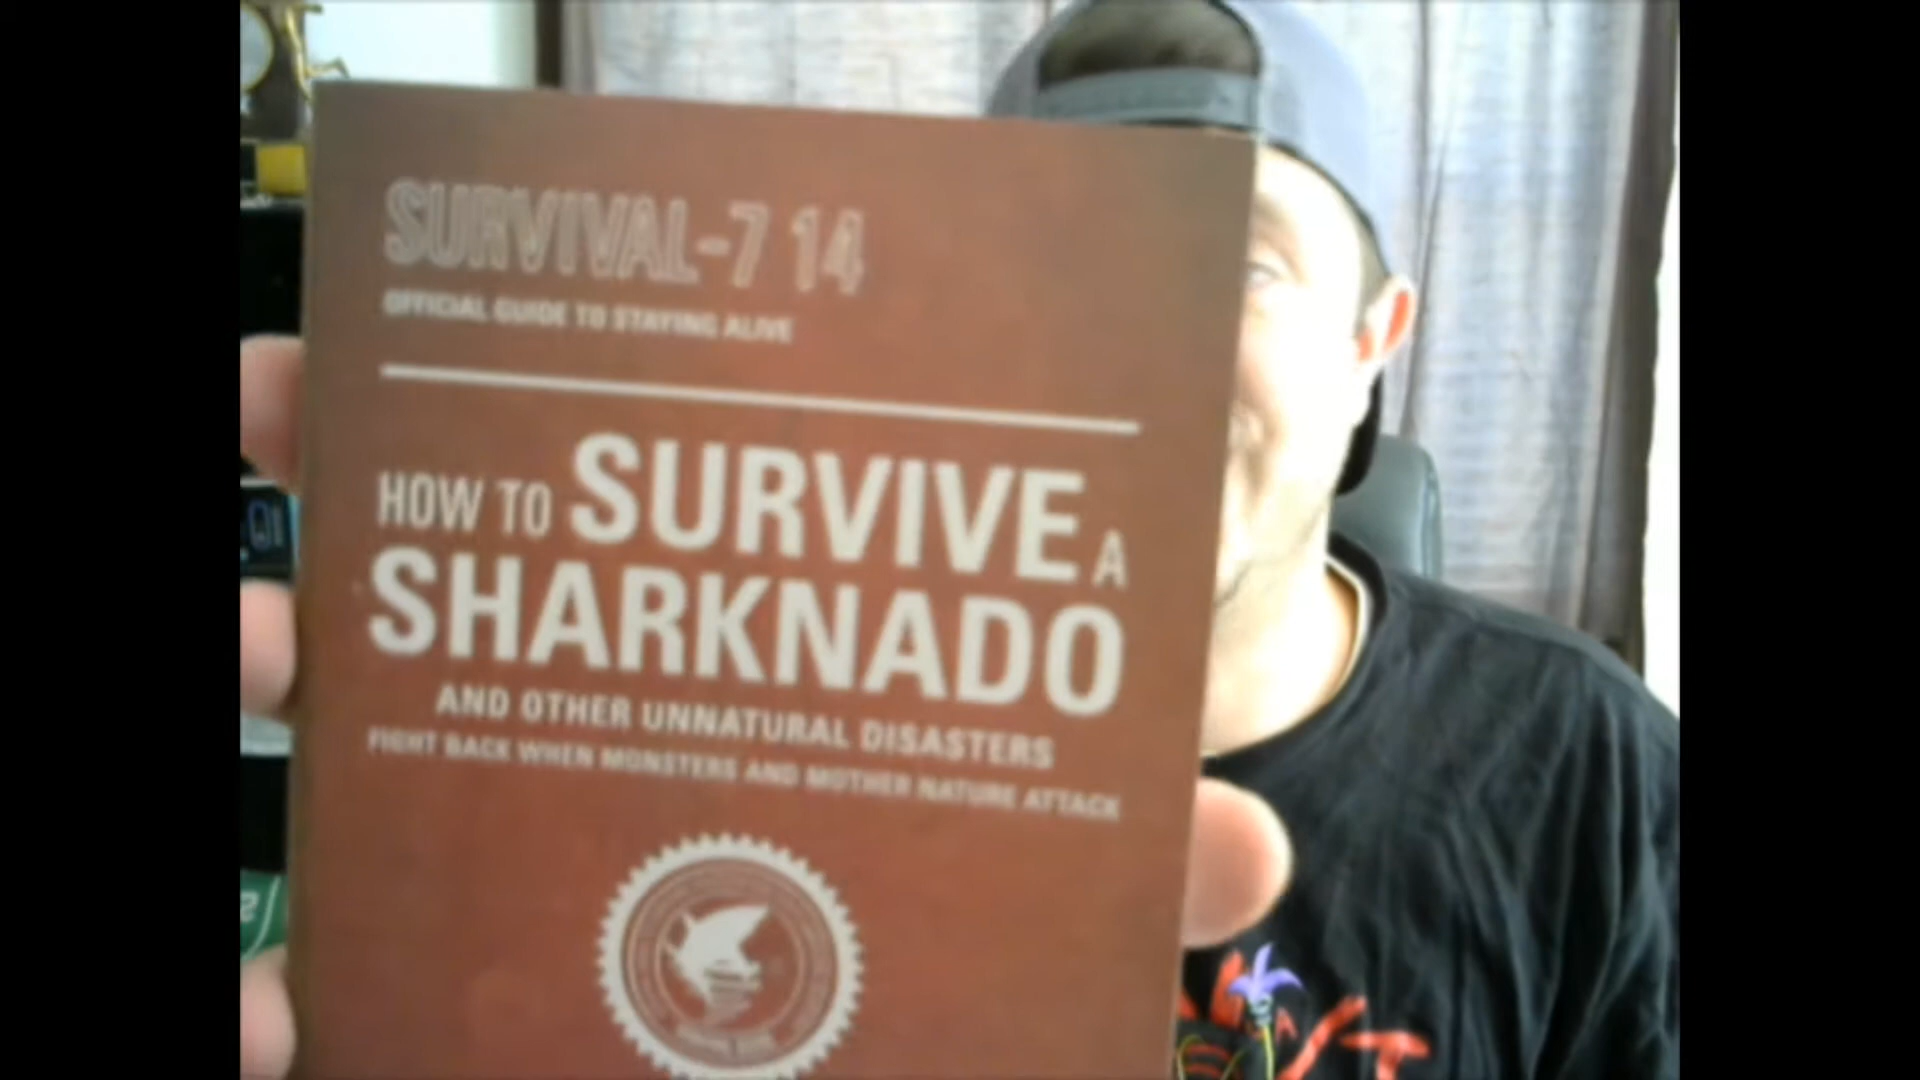 SURVIVAL-7 14
OFFICIAL GUIDE TO STAYING ALIVE
HOW TO SURVIVE A
SHARKNADO
AND OTHER UNNATURAL DISASTERS
FIGHT BACK WHEN MONSTERS AND MOTHER NATURE ATTACK